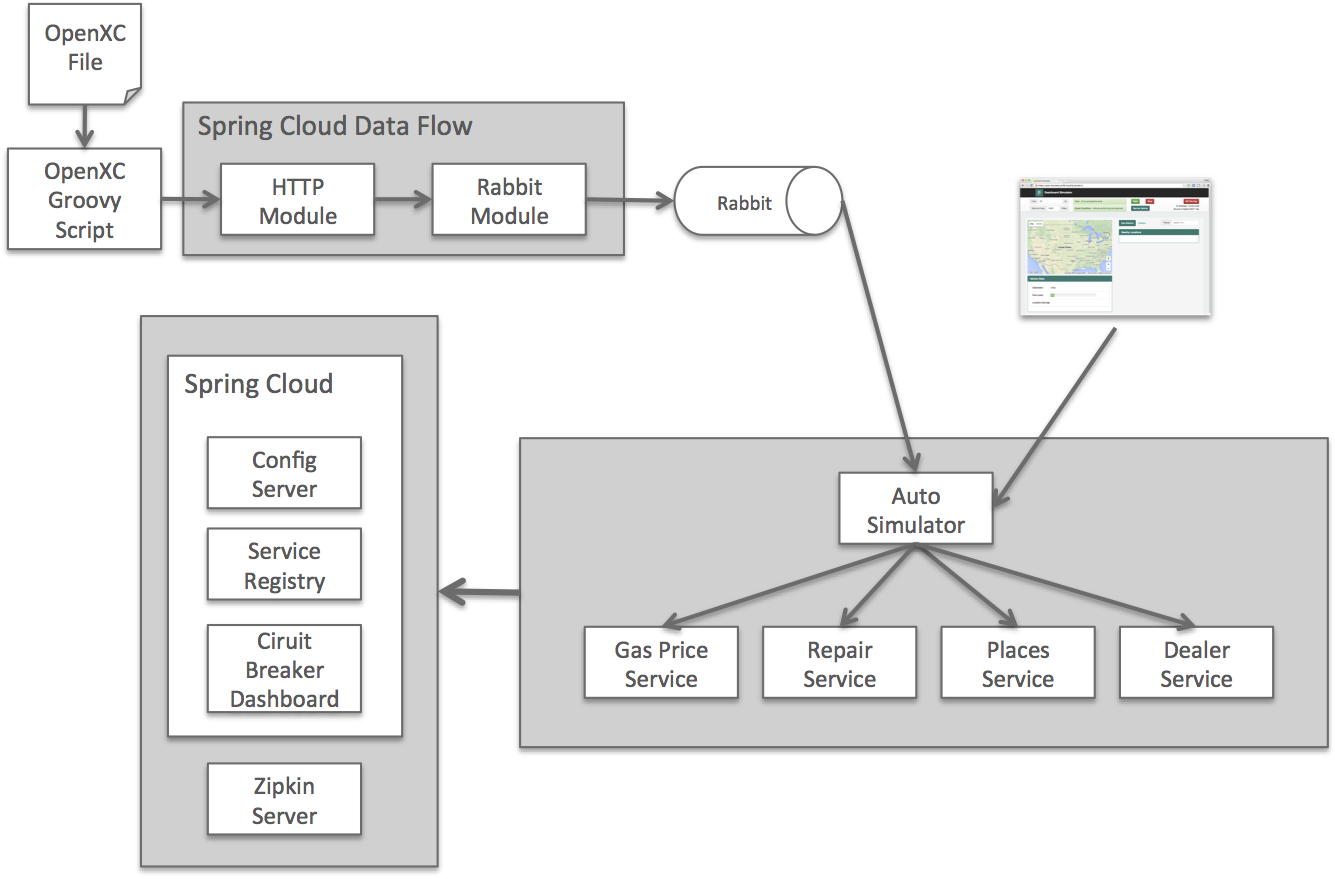 OpenXC
File
OpenXC
Groovy
Script
Spring Cloud Data Flow
HTTP
Module
Rabbit
Module
Rabbit
Spring Cloud
Config
Server
Service
Registry
Ciruit
Breaker
Dashboard
Zipkin
Server
Auto
Simulator
Gas Price
Service
Repair
Service
Places
Service
Dealer
Service